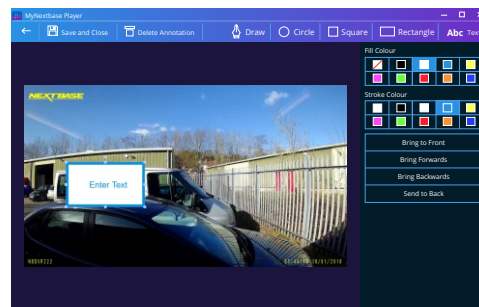 MyNextbase Player
Save and Close
Delete Annotation
Draw
Circle
Square
Rectangle
Abc
Fill Colour
NEXTBASE
Stroke Colour
Bring to Front
Bring Forwards
Enter Text
Bring Backwards
Send to Back